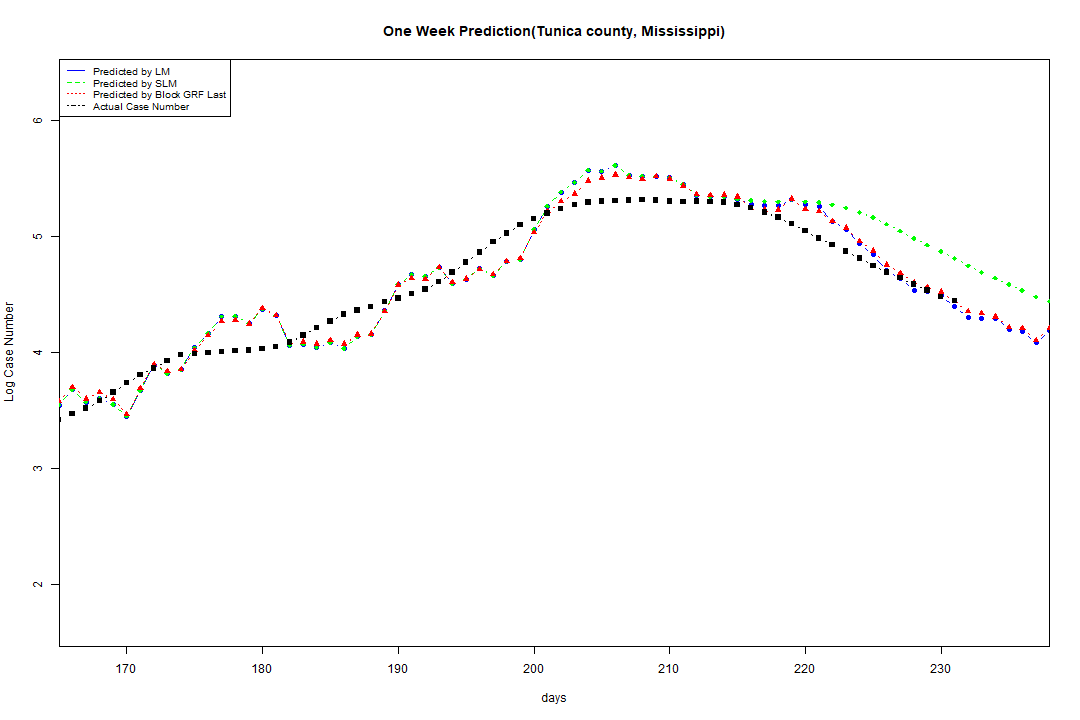 One Week Prediction(Tunica county, Mississippi)
Predicted by LM
Predicted by SLM
Predicted by Block GRF Last
Actual Case Number
Log Case Number
6
5
4
3
2
170 180 190 200 210 220 230
days